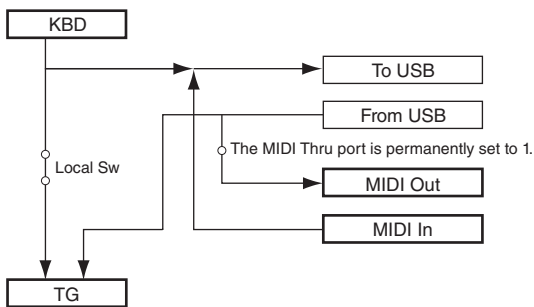 KBD
To USB
From USB
The MIDI Thru port is permanently set to 1.
Local Sw
MIDI Out
MIDI In
TG